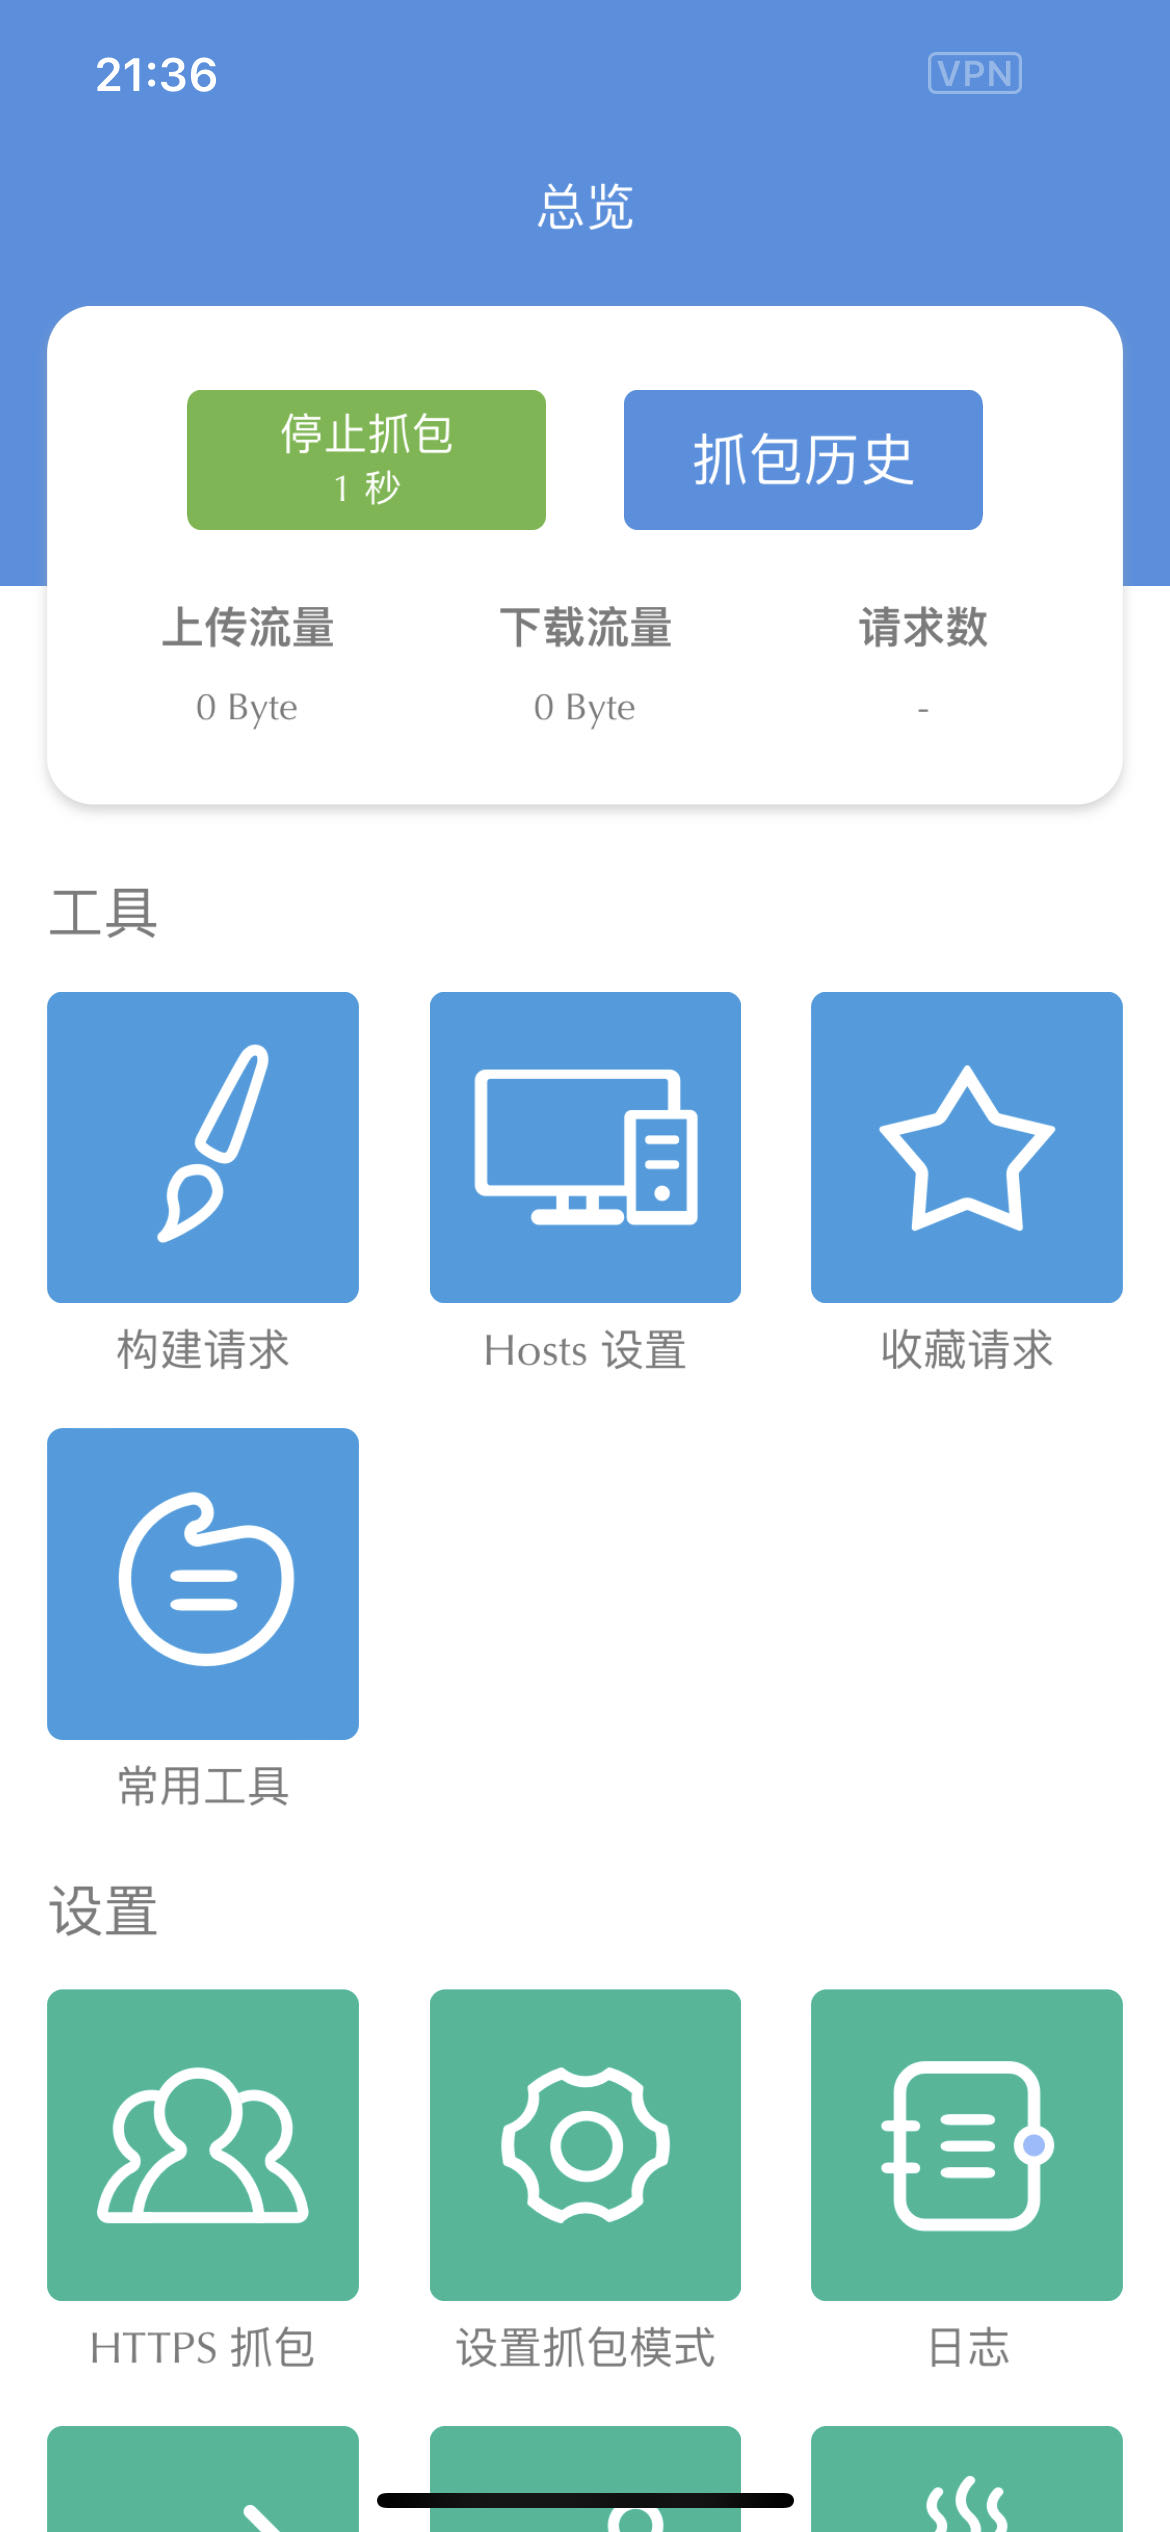 21:36
VPN
总览
停止抓包
1 秒
抓包历史
上传流量
下载流量
请求数
0 Byte
0 Byte
-
工具
构建请求
Hosts 设置
收藏请求
常用工具
设置
HTTPS 抓包
设置抓包模式
日志